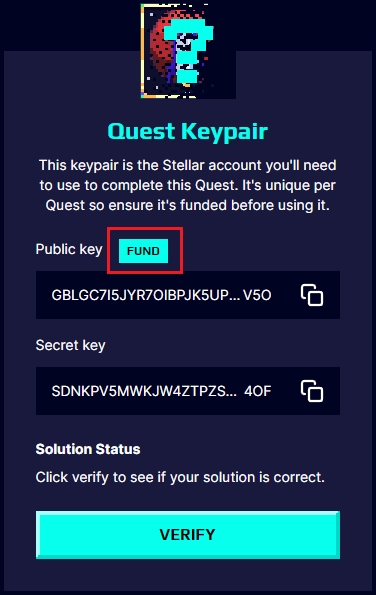 Quest Keypair
This keypair is the Stellar account you'll need
to use to complete this Quest. It's unique per
Quest so ensure it's funded before using it.
Public key FUND
GBLGC7I5JYR7OIBPJK5UP... V5O
Secret key
SDNKPV5MWKJW4ZTPZS... 4OF
Solution Status
Click verify to see if your solution is correct.
VERIFY